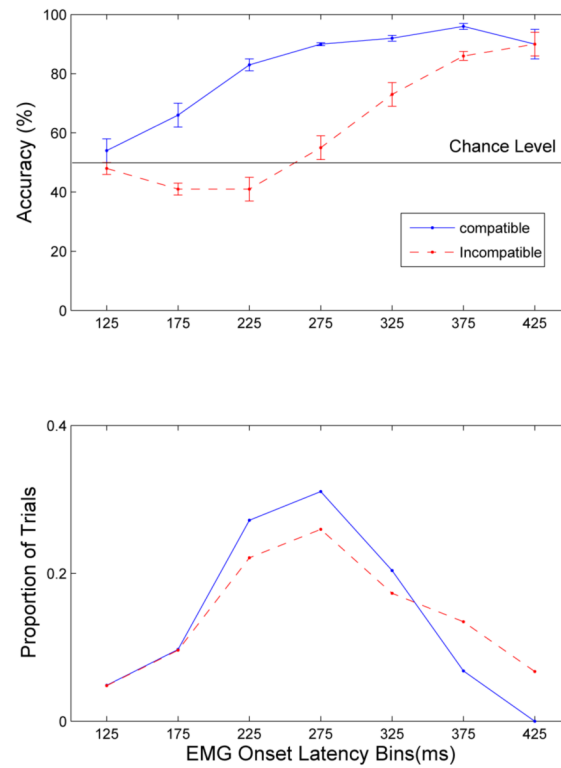 100
80
60
40
20
0
Accuracy (%)
Chance Level
compatible
Incompatible
125 175 225 275 325 375 425
0.4
0.2
0
Proportion of Trials
125 175 225 275 325 375 425
EMG Onset Latency Bins(ms)